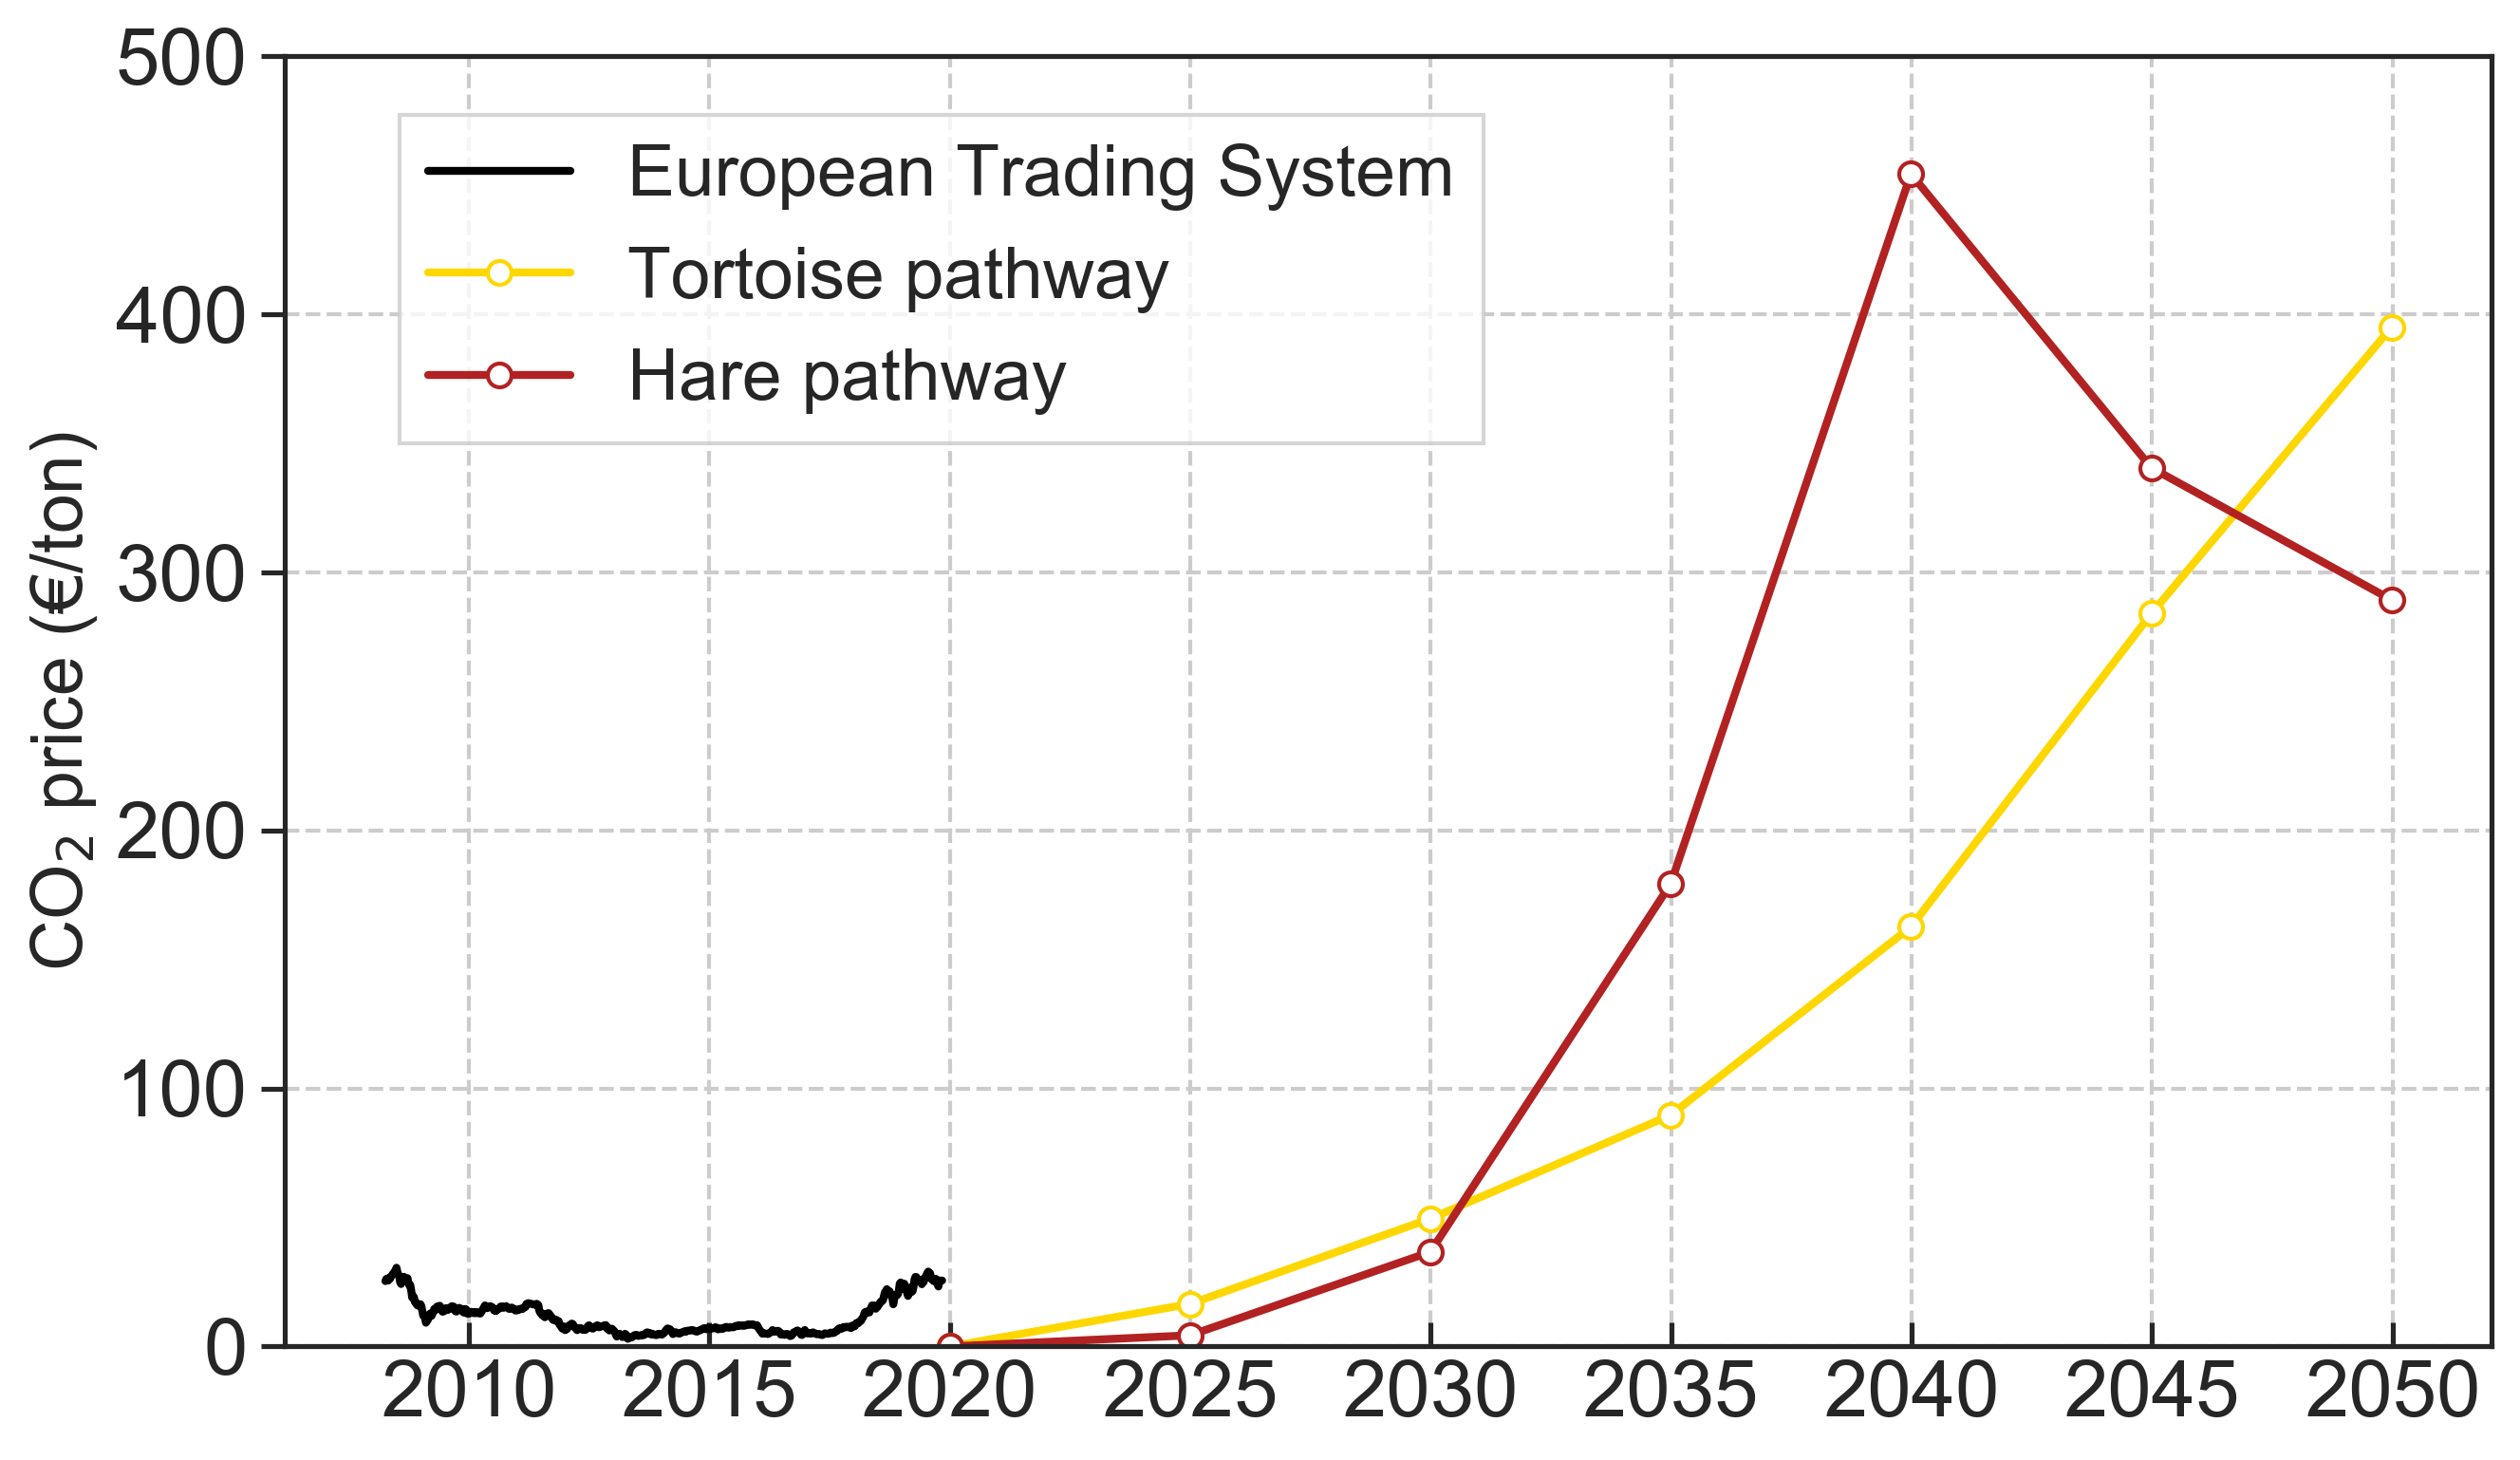 500
400
300
200
100
0
CO₂ price (€/ton)
European Trading System
Tortoise pathway
Hare pathway
2010 2015 2020 2025 2030 2035 2040 2045 2050